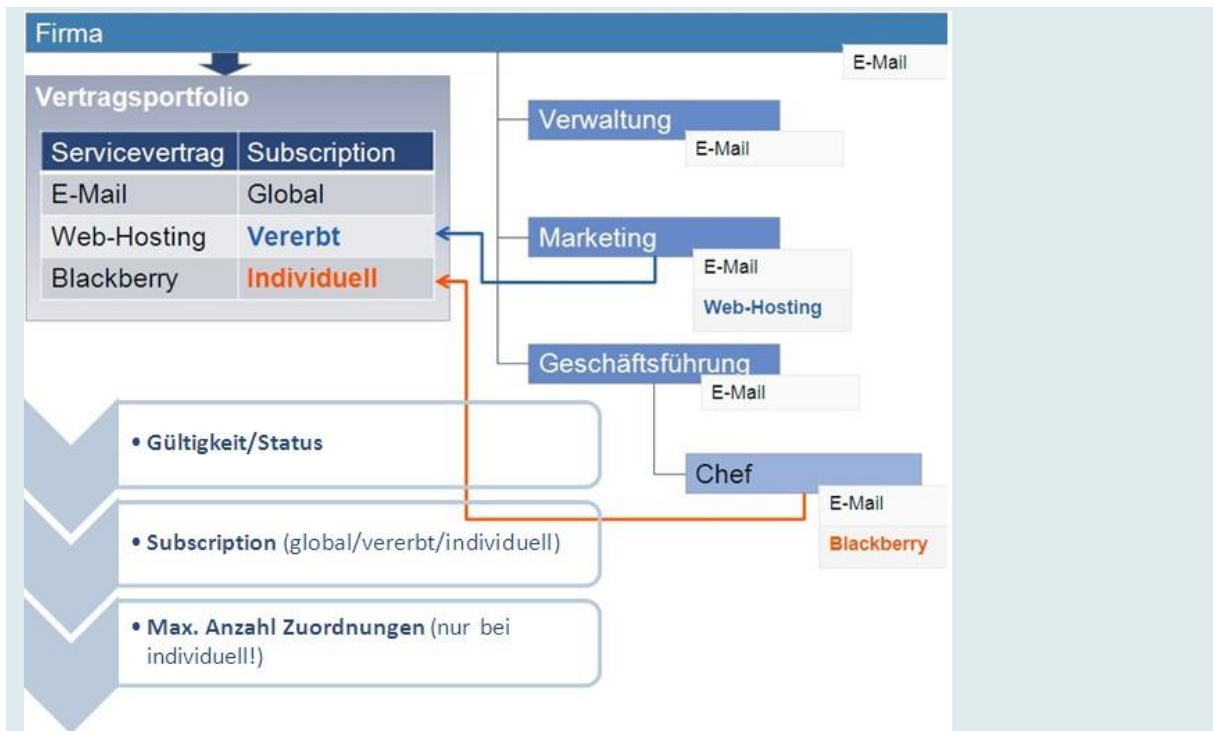 Firma
E-Mail
Vertragsportfolio
Servicevertrag Subscription
E-Mail Global
Web-Hosting Vererbt
Blackberry Individuell
Verwaltung
E-Mail
Marketing
E-Mail
Web-Hosting
Geschäftsführung
E-Mail
Chef
E-Mail
Blackberry
• Gültigkeit/Status
• Subscription (global/vererbt/individuell)
• Max. Anzahl Zuordnungen (nur bei
individuell!)